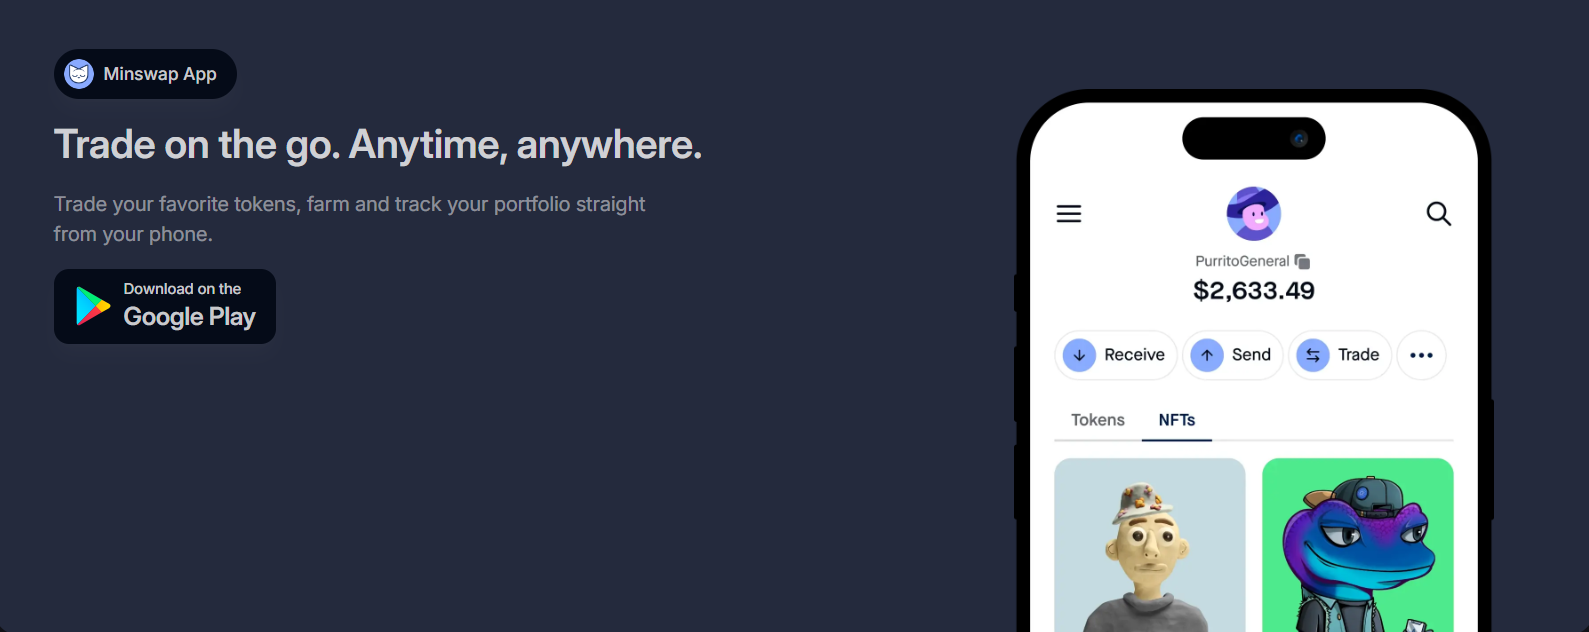 Minswap App
Trade on the go. Anytime, anywhere.
Trade your favorite tokens, farm and track your portfolio straight
from your phone.
Download on the
Google Play
PurritoGeneral
$2,633.49
Receive
Send
Trade
Tokens
NFTs